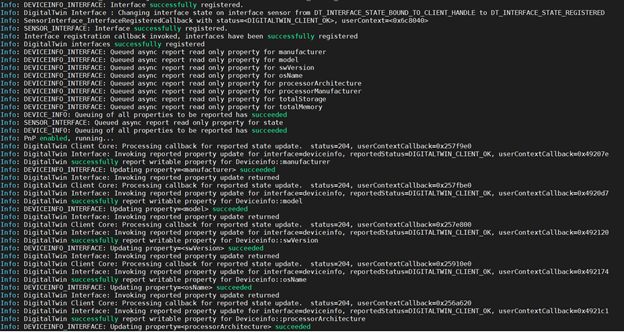 Info: DEVICEINFO_INTERFACE: Interface successfully registered.
Info: DigitalTwin Interface : Changing interface state on interface sensor from DT_INTERFACE_STATE_BOUND_TO_CLIENT_HANDLE to DT_INTERFACE_STATE_REGISTERED
Info: SensorInterface_InterfaceRegisteredCallback with status=<DIGITALTWIN_CLIENT_OK>, userContext=<0x6c8040>
Info: SENSOR_INTERFACE: Interface successfully registered.
Info: Interface registration callback invoked, interfaces have been successfully registered
Info: DigitalTwin interfaces successfully registered
Info: DEVICEINFO_INTERFACE: Queued async report read only property for manufacturer
Info: DEVICEINFO_INTERFACE: Queued async report read only property for model
Info: DEVICEINFO_INTERFACE: Queued async report read only property for swVersion
Info: DEVICEINFO_INTERFACE: Queued async report read only property for osName
Info: DEVICEINFO_INTERFACE: Queued async report read only property for processorArchitecture
Info: DEVICEINFO_INTERFACE: Queued async report read only property for processorManufacturer
Info: DEVICEINFO_INTERFACE: Queued async report read only property for totalStorage
Info: DEVICEINFO_INTERFACE: Queued async report read only property for totalMemory
Info: DEVICE_INFO: Queuing of all properties to be reported has succeeded
Info: SENSOR_INTERFACE: Queued async report read only property for state
Info: DEVICE_INFO: Queuing of all properties to be reported has succeeded
Info: PnP enabled, running...
Info: DigitalTwin Client Core: Processing callback for reported state update.  status=204, userContextCallback=0x257f9e0
Info: DigitalTwin Interface: Invoking reported property update for interface=deviceinfo, reportedStatus=DIGITALTWIN_CLIENT_OK, userContextCallback=0x49207e
Info: DigitalTwin successfully report writable property for Deviceinfo::manufacturer
Info: DEVICEINFO_INTERFACE: Updating property=<manufacturer> succeeded
Info: DigitalTwin Interface: Invoking property update returned
Info: DigitalTwin Client Core: Processing callback for reported state update.  status=204, userContextCallback=0x257fbe0
Info: DigitalTwin Interface: Invoking reported property update for interface=deviceinfo, reportedStatus=DIGITALTWIN_CLIENT_OK, userContextCallback=0x4920d7
Info: DigitalTwin successfully report writable property for Deviceinfo::model
Info: DEVICEINFO_INTERFACE: Updating property=<model> succeeded
Info: DigitalTwin Interface: Invoking property update returned
Info: DigitalTwin Client Core: Processing callback for reported state update.  status=204, userContextCallback=0x257e800
Info: DigitalTwin Interface: Invoking reported property update for interface=deviceinfo, reportedStatus=DIGITALTWIN_CLIENT_OK, userContextCallback=0x492120
Info: DigitalTwin successfully report writable property for Deviceinfo::swVersion
Info: DEVICEINFO_INTERFACE: Updating property=<swVersion> succeeded
Info: DigitalTwin Interface: Invoking property update returned
Info: DigitalTwin Client Core: Processing callback for reported state update.  status=204, userContextCallback=0x25910e0
Info: DigitalTwin Interface: Invoking reported property update for interface=deviceinfo, reportedStatus=DIGITALTWIN_CLIENT_OK, userContextCallback=0x492174
Info: DigitalTwin successfully report writable property for Deviceinfo::osName
Info: DEVICEINFO_INTERFACE: Updating property=<osName> succeeded
Info: DigitalTwin Interface: Invoking property update returned
Info: DigitalTwin Client Core: Processing callback for reported state update.  status=204, userContextCallback=0x256a620
Info: DigitalTwin Interface: Invoking reported property update for interface=deviceinfo, reportedStatus=DIGITALTWIN_CLIENT_OK, userContextCallback=0x4921c1
Info: DigitalTwin successfully report writable property for Deviceinfo::processorArchitecture
Info: DEVICEINFO_INTERFACE: Updating property=<processorArchitecture> succeeded